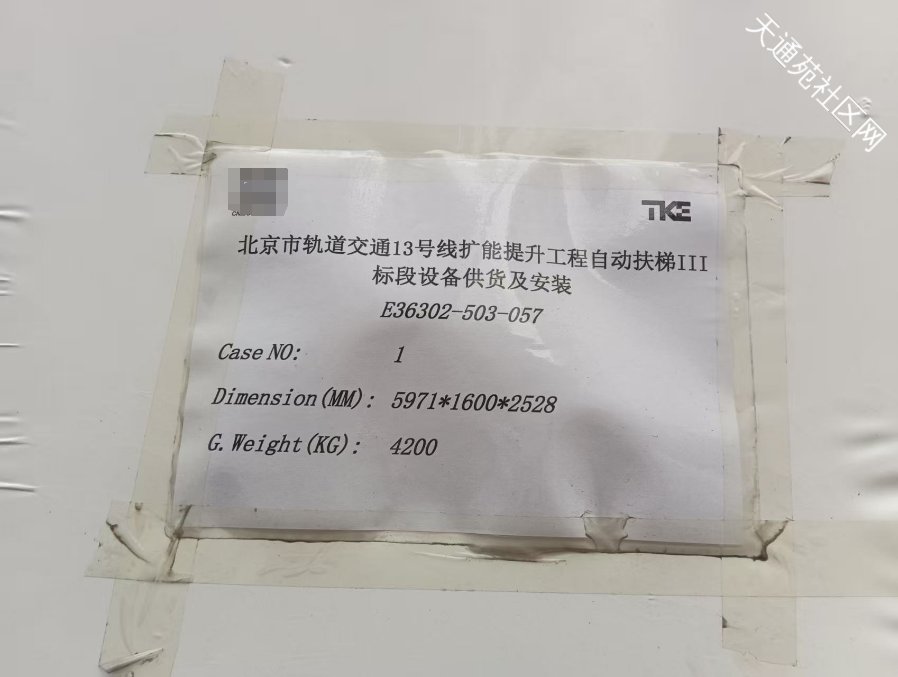 天通苑社区网
TKE
北京市轨道交通13号线扩能提升工程自动扶梯III
标段设备供货及安装
E36302-503-057
Case NO: 1
Dimension(MM): 5971*1600*2528
G.Weight(KG): 4200